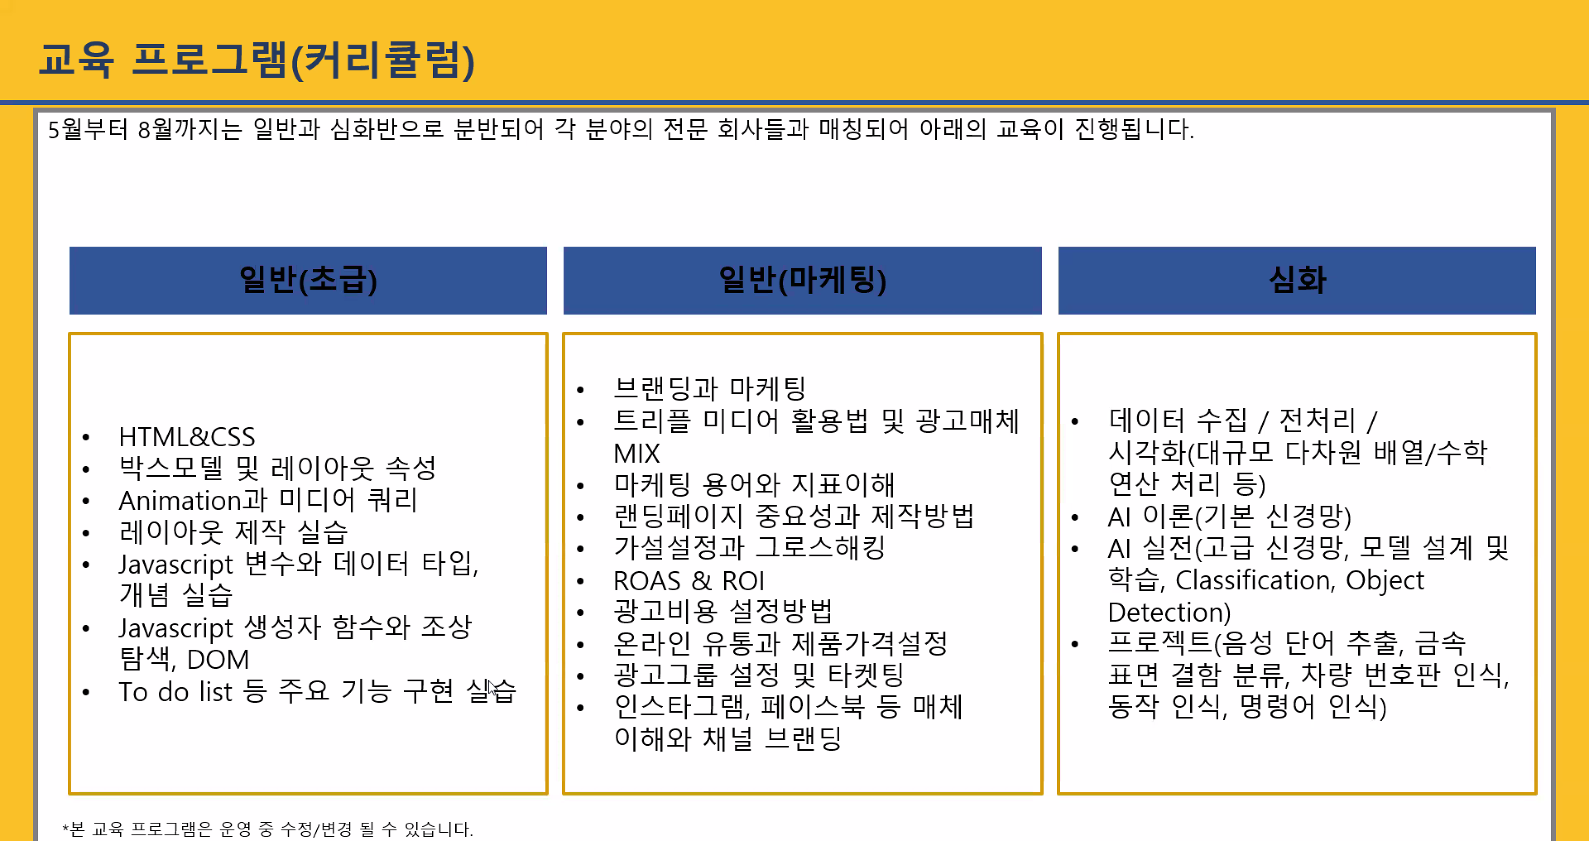 교육 프로그램(커리큘럼)
5월부터 8월까지는 일반과 심화반으로 분반되어 각 분야의 전문 회사들과 매칭되어 아래의 교육이 진행됩니다.
일반(초급)
• HTML&CSS
• 박스모델 및 레이아웃 속성
• Animation과 미디어 쿼리
• 레이아웃 제작 실습
• Javascript 변수와 데이터 타입,
개념 실습
• Javascript 생성자 함수와 조상
탐색, DOM
• To do list 등 주요 기능 구현 실습
일반(마케팅)
• 브랜딩과 마케팅
• 트리플 미디어 활용법 및 광고매체
MIX
• 마케팅 용어와 지표이해
• 랜딩페이지 중요성과 제작방법
• 가설설정과 그로스해킹
• ROAS & ROI
• 광고비용 설정방법
• 온라인 유통과 제품가격설정
• 광고그룹 설정 및 타켓팅
• 인스타그램, 페이스북 등 매체
이해와 채널 브랜딩
심화
• 데이터 수집 / 전처리 /
시각화(대규모 다차원 배열/수학
연산 처리 등)
• AI 이론(기본 신경망)
• AI 실전(고급 신경망, 모델 설계 및
학습, Classification, Object
Detection)
• 프로젝트(음성 단어 추출, 금속
표면 결함 분류, 차량 번호판 인식,
동작 인식, 명령어 인식)
*본 교육 프로그램은 운영 중 수정/변경 될 수 있습니다.